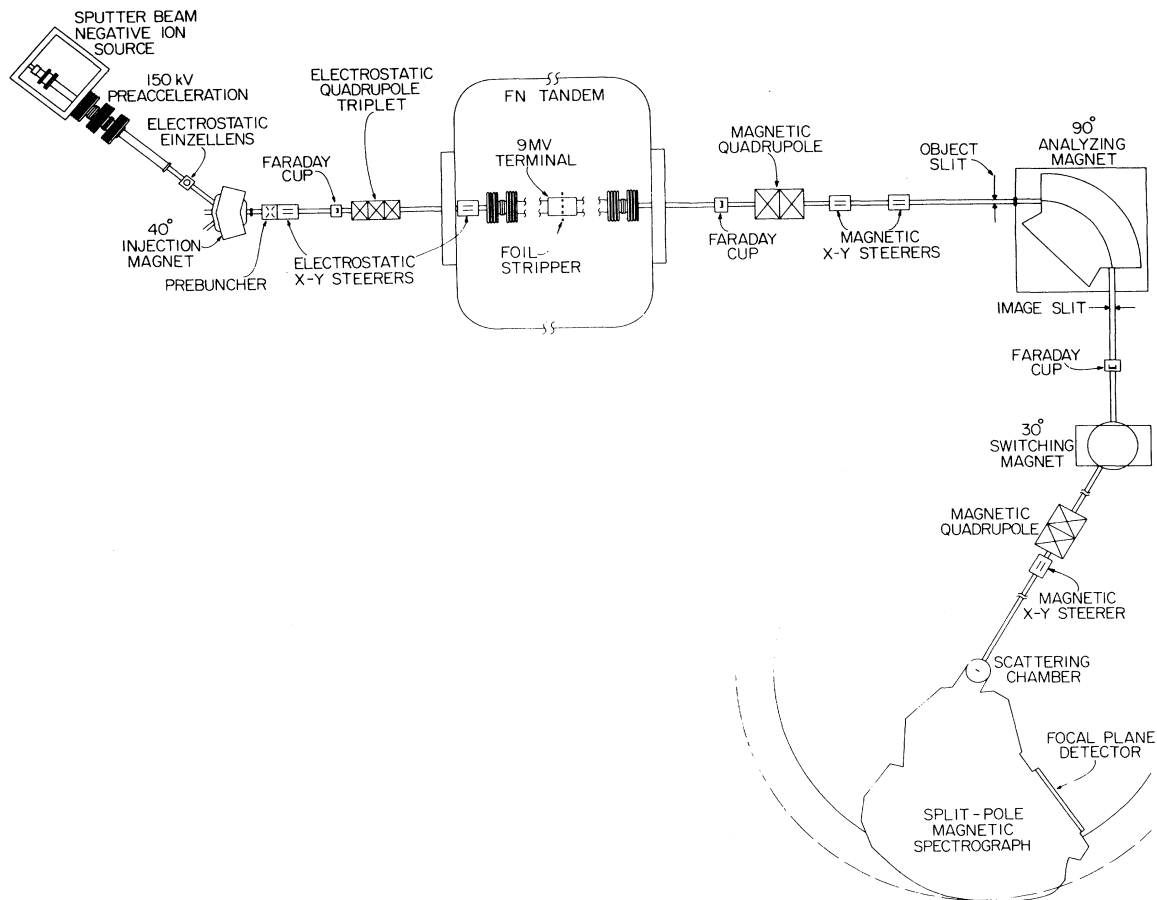 SPUTTER BEAM
NEGATIVE ION
SOURCE
150 kV
PREACCELERATION
ELECTROSTATIC
EINZELLENS
40°
INJECTION
MAGNET
PREBUNCHER
FARADAY
CUP
ELECTROSTATIC
QUADRUPOLE
TRIPLET
ELECTROSTATIC
X-Y STEERERS
FN TANDEM
9MV
TERMINAL
FOIL
STRIPPER
FARADAY
CUP
MAGNETIC
QUADRUPOLE
MAGNETIC
X-Y STEERERS
OBJECT
SLIT
90°
ANALYZING
MAGNET
IMAGE SLIT
FARADAY
CUP
30°
SWITCHING
MAGNET
MAGNETIC
QUADRUPOLE
MAGNETIC
X-Y STEERER
SCATTERING
CHAMBER
FOCAL PLANE
DETECTOR
SPLIT-POLE
MAGNETIC
SPECTROGRAPH